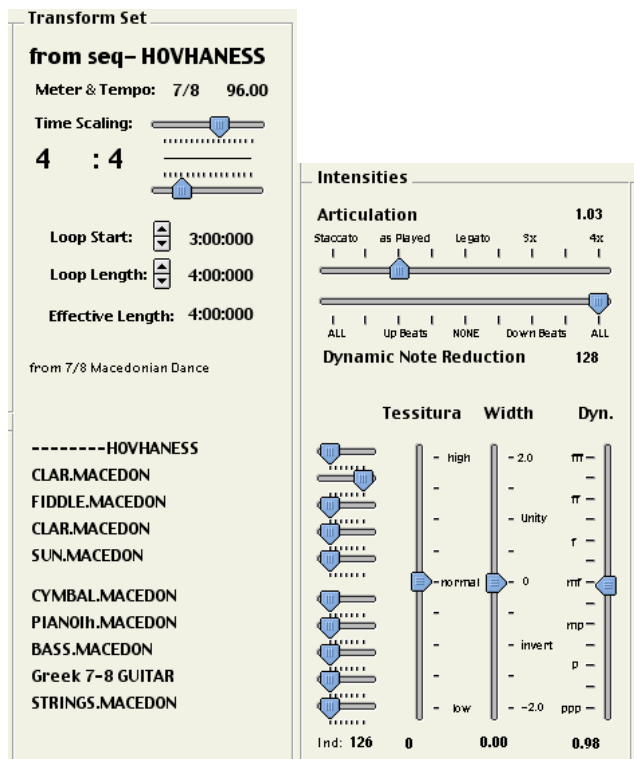 Transform Set
from seq– HOVHANESS
Meter & Tempo: 7/8 96.00
Time Scaling:
4 : 4
Loop Start: 3:00:000
Loop Length: 4:00:000
Effective Length: 4:00:000
from 7/8 Macedonian Dance
--------HOVHANESS
CLAR.MACEDON
FIDDLE.MACEDON
CLAR.MACEDON
SUN.MACEDON
CYMBAL.MACEDON
PIANOlh.MACEDON
BASS.MACEDON
Greek 7-8 GUITAR
STRINGS.MACEDON
Intensities
Articulation 1.03
Staccato as Played Legato 3x 4x
ALL Up Beats NONE Down Beats ALL
Dynamic Note Reduction 128
Tessitura Width Dyn.
high 2.0 fff
ff
Unity
f
normal 0 mf
mp
invert
p
low -2.0 ppp
Ind: 126 0 0.00 0.98